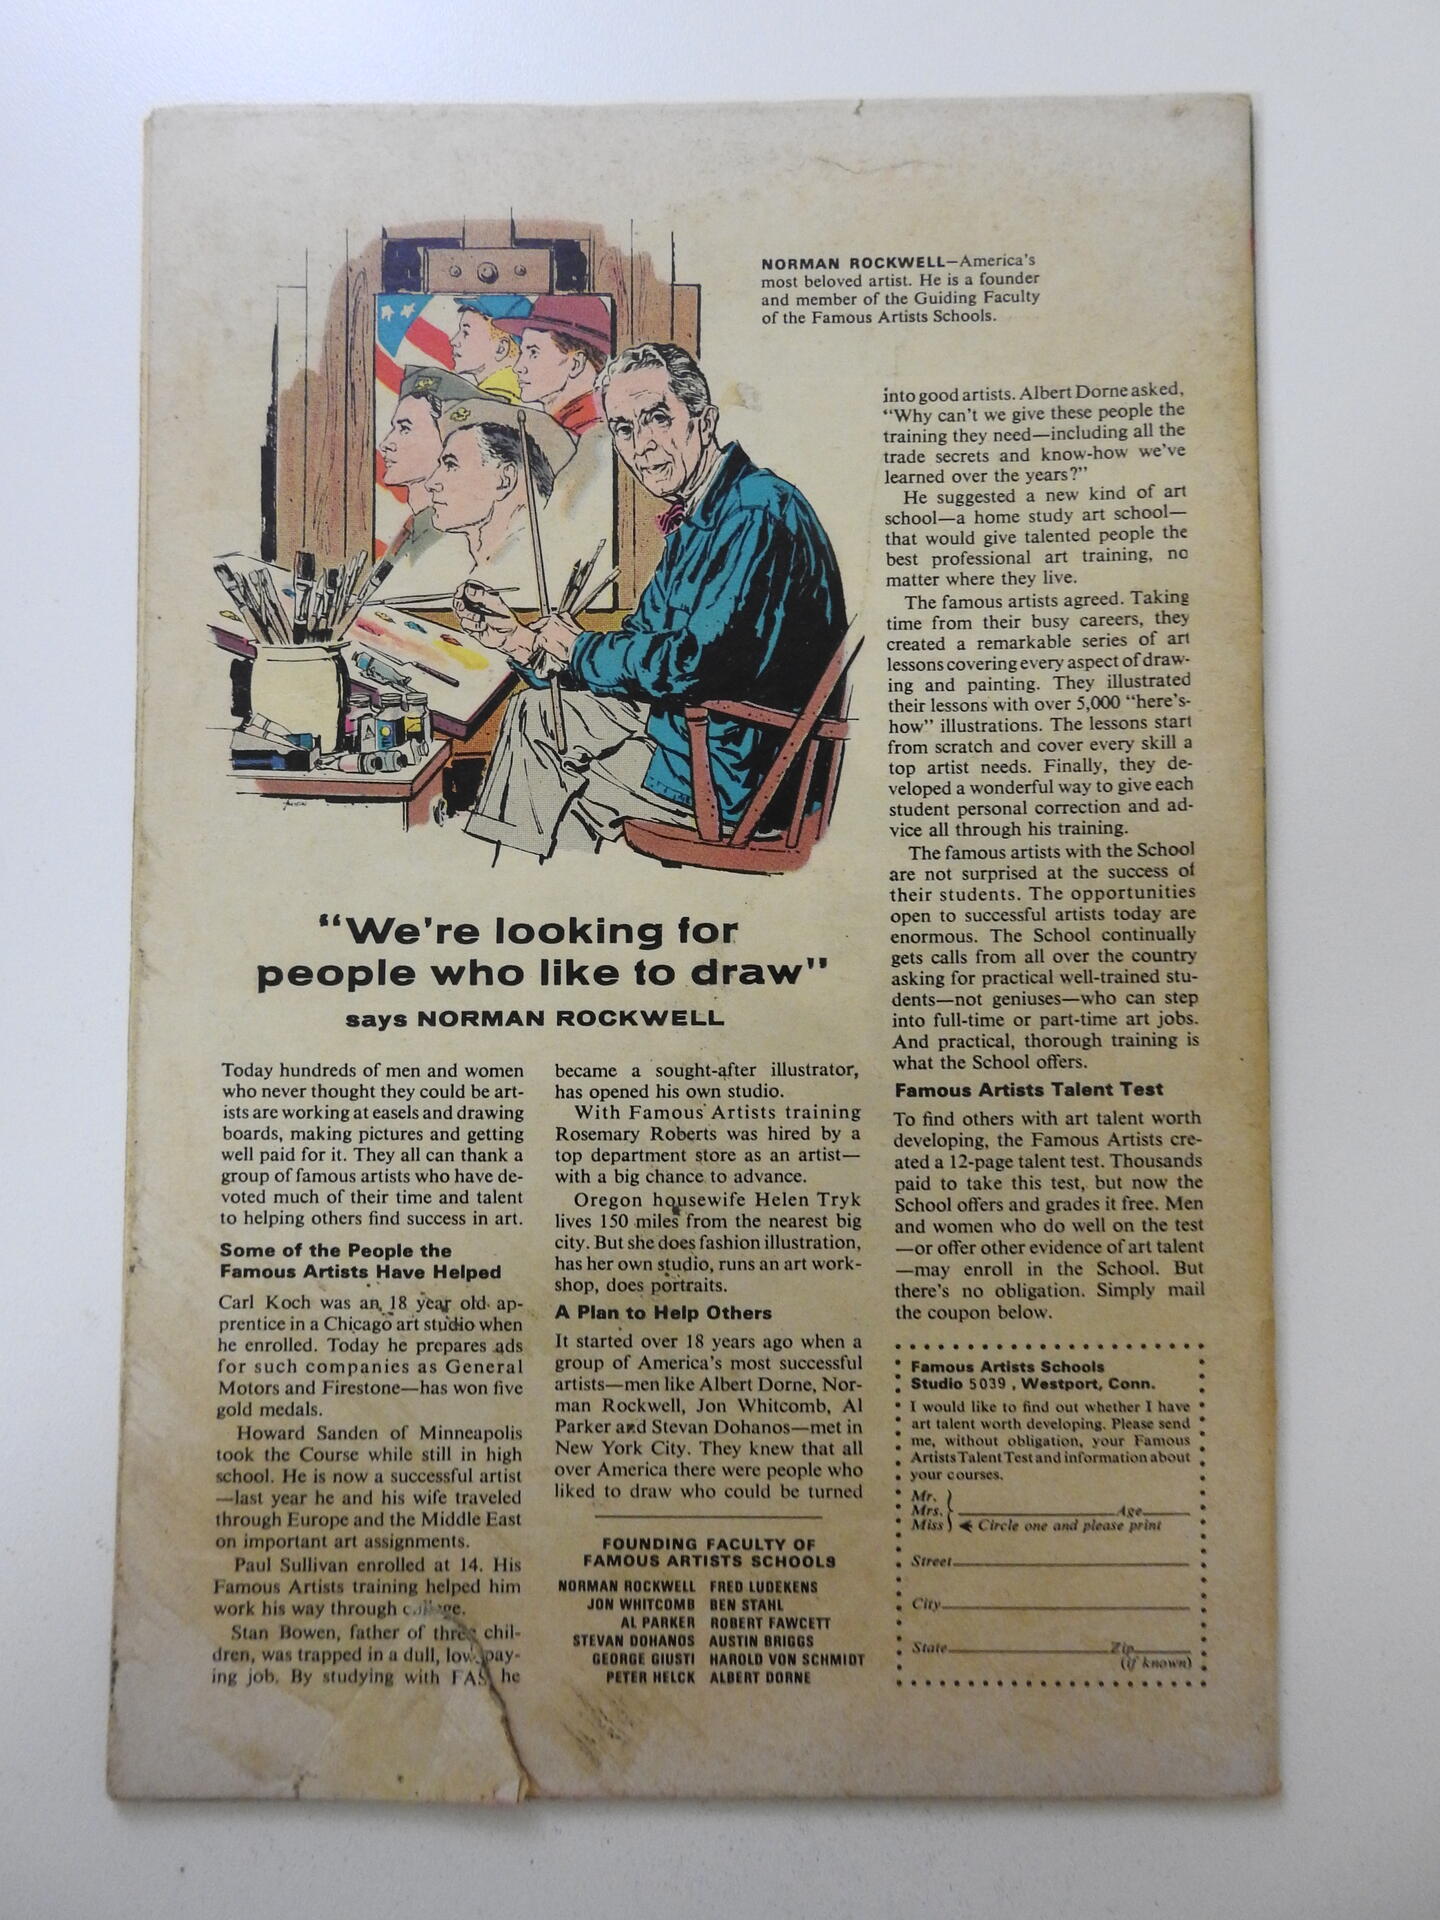 NORMAN ROCKWELL—America's
most beloved artist. He is a founder
and member of the Guiding Faculty
of the Famous Artists Schools.
"We're looking for
people who like to draw"
says NORMAN ROCKWELL
Today hundreds of men and women
who never thought they could be art-
ists are working at easels and drawing
boards, making pictures and getting
well paid for it. They all can thank a
group of famous artists who have de-
voted much of their time and talent
to helping others find success in art.
Some of the People the
Famous Artists Have Helped
Carl Koch was an 18 year old ap-
prentice in a Chicago art studio when
he enrolled. Today he prepares ads
for such companies as General
Motors and Firestone—has won five
gold medals.
Howard Sanden of Minneapolis
took the Course while still in high
school. He is now a successful artist
—last year he and his wife traveled
through Europe and the Middle East
on important art assignments.
Paul Sullivan enrolled at 14. His
Famous Artists training helped him
work his way through college.
Stan Bowen, father of three chil-
dren, was trapped in a dull, low-pay-
ing job. By studying with FAS, he
became a sought-after illustrator,
has opened his own studio.
With Famous Artists training
Rosemary Roberts was hired by a
top department store as an artist—
with a big chance to advance.
Oregon housewife Helen Tryk
lives 150 miles from the nearest big
city. But she does fashion illustration,
has her own studio, runs an art work-
shop, does portraits.
A Plan to Help Others
It started over 18 years ago when a
group of America's most successful
artists—men like Albert Dorne, Nor-
man Rockwell, Jon Whitcomb, Al
Parker and Stevan Dohanos—met in
New York City. They knew that all
over America there were people who
liked to draw who could be turned
FOUNDING FACULTY OF
FAMOUS ARTISTS SCHOOLS
NORMAN ROCKWELL FRED LUDEKENS
JON WHITCOMB BEN STAHL
AL PARKER ROBERT FAWCETT
STEVAN DOHANOS AUSTIN BRIGGS
GEORGE GIUSTI HAROLD VON SCHMIDT
PETER HELCK ALBERT DORNE
into good artists. Albert Dorne asked,
"Why can't we give these people the
training they need—including all the
trade secrets and know-how we've
learned over the years?"
He suggested a new kind of art
school—a home study art school—
that would give talented people the
best professional art training, no
matter where they live.
The famous artists agreed. Taking
time from their busy careers, they
created a remarkable series of art
lessons covering every aspect of draw-
ing and painting. They illustrated
their lessons with over 5,000 "here's-
how" illustrations. The lessons start
from scratch and cover every skill a
top artist needs. Finally, they de-
veloped a wonderful way to give each
student personal correction and ad-
vice all through his training.
The famous artists with the School
are not surprised at the success of
their students. The opportunities
open to successful artists today are
enormous. The School continually
gets calls from all over the country
asking for practical well-trained stu-
dents—not geniuses—who can step
into full-time or part-time art jobs.
And practical, thorough training is
what the School offers.
Famous Artists Talent Test
To find others with art talent worth
developing, the Famous Artists cre-
ated a 12-page talent test. Thousands
paid to take this test, but now the
School offers and grades it free. Men
and women who do well on the test
—or offer other evidence of art talent
—may enroll in the School. But
there's no obligation. Simply mail
the coupon below.
Famous Artists Schools
Studio 5039, Westport, Conn.
I would like to find out whether I have
art talent worth developing. Please send
me, without obligation, your Famous
Artists Talent Test and information about
your courses.
Mr.
Mrs. Age
Miss Circle one and please print
Street
City
State Zip
(if known)